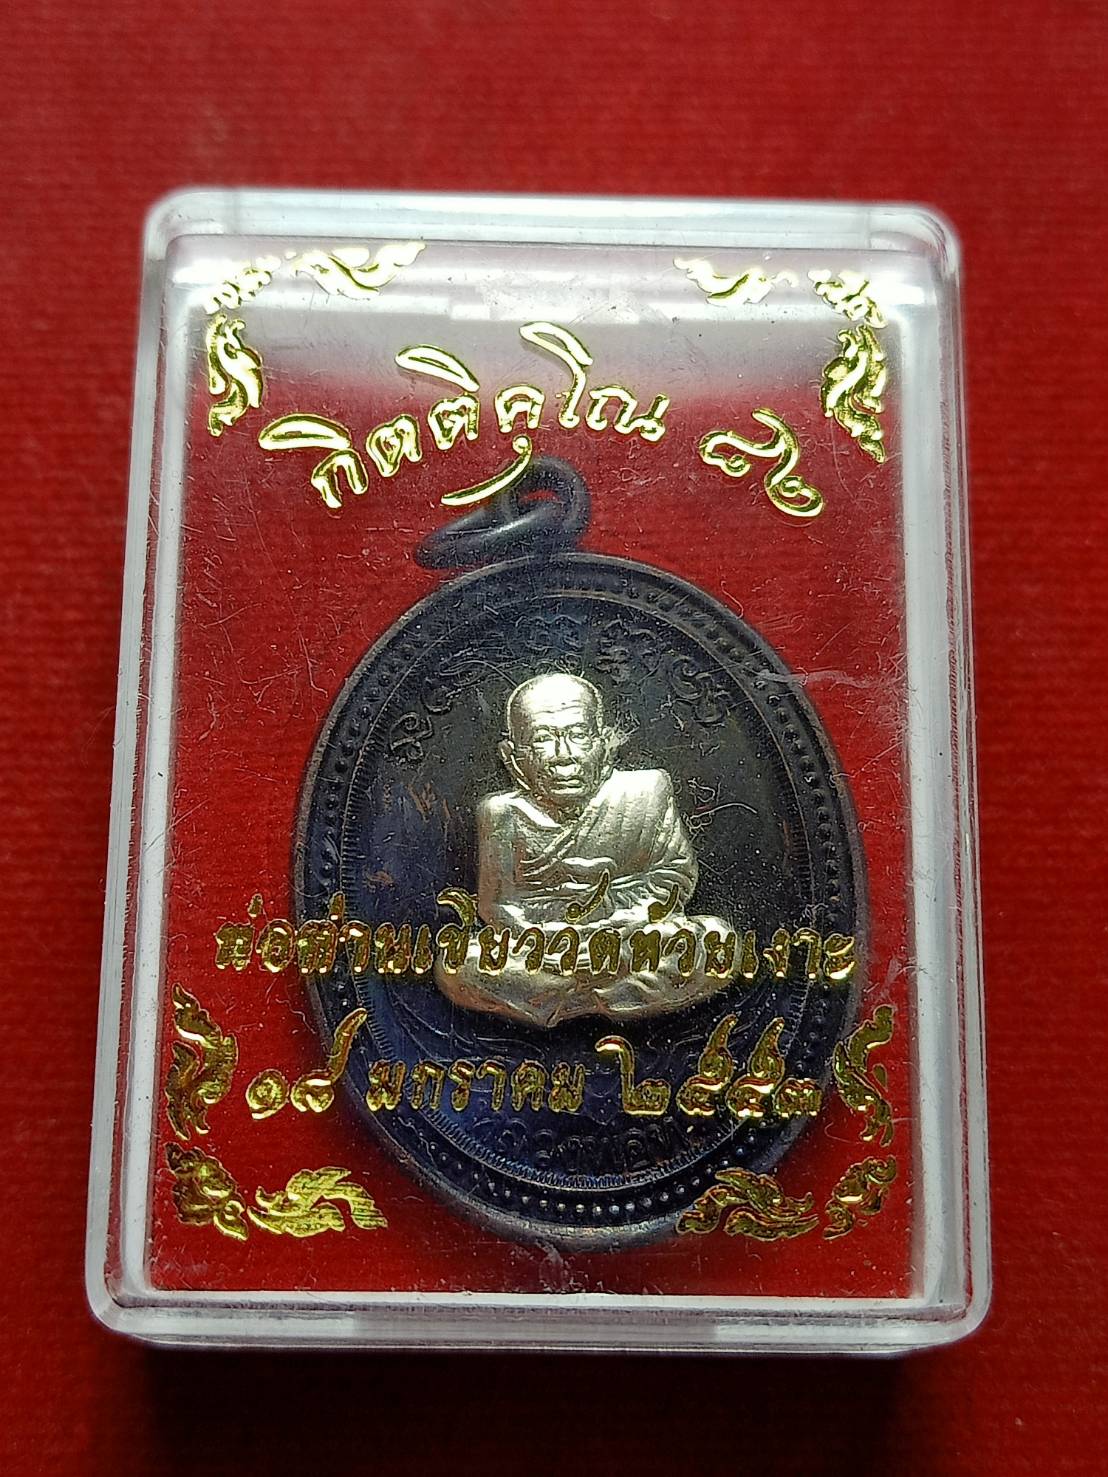 กิตติคุโณ ๘๒
พ่อท่านเขียววัดห้วยเงาะ
๑๘ มกราคม ๒๕๕๓